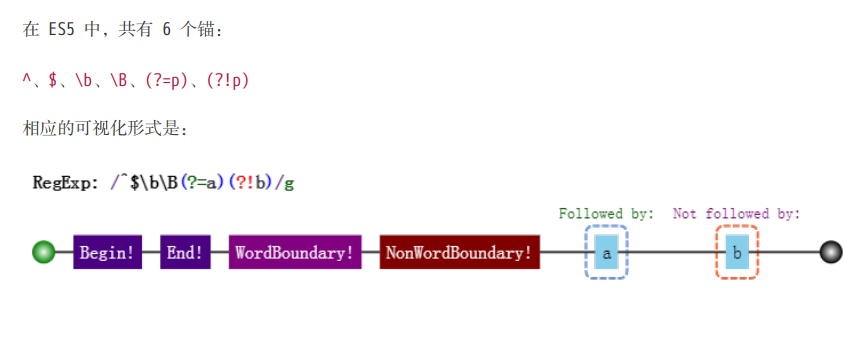 在 ES5 中，共有 6 个锚：
^、$、\b、\B、(?=p)、(?!p)
相应的可视化形式是：
RegExp: /^$\b\B(?=a)(?!b)/g
Followed by: Not followed by:
Begin! End! WordBoundary! NonWordBoundary! a b